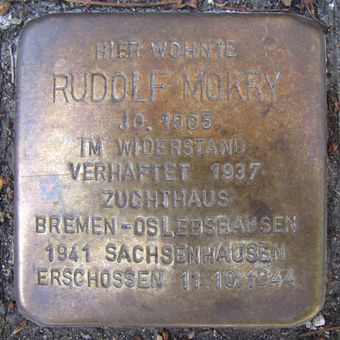 HIER WOHNTE
RUDOLF MOKRY
JG. 1905
IM WIDERSTAND
VERHAFTET 1937
ZUCHTHAUS
BREMEN-OSLEBSHAUSEN
1941 SACHSENHAUSEN
ERSCHOSSEN 11.10.1944